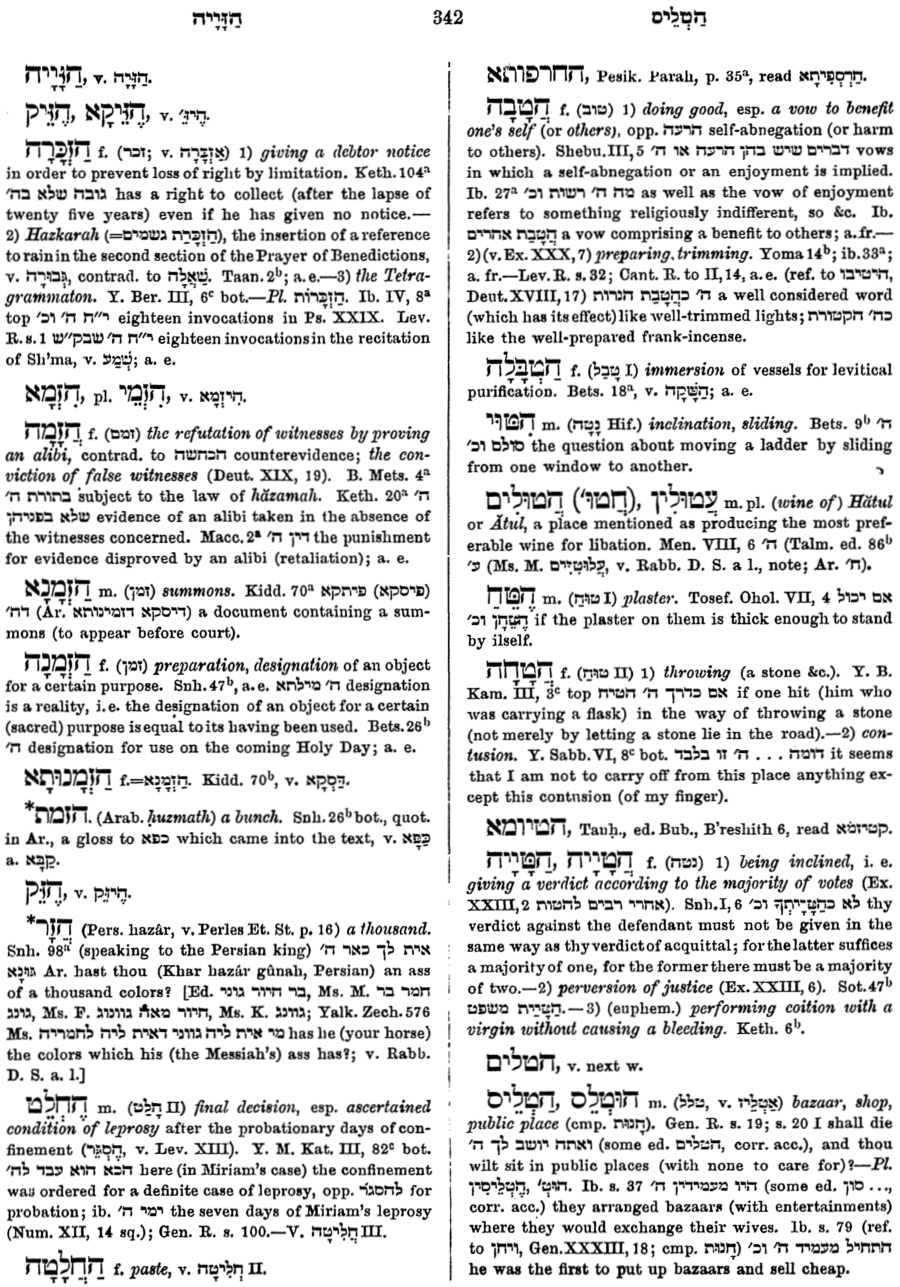 הַזָּוִיָּה 342 הַטְלֵיס
הַזָּוִיָּה, v. הַזָּיָה.
הֶזֵּיקָא, הֶזֵּיק, v. הֶיזֵּ׳.
הַזְכָּרָה f. (זכר; v. אַזְכָּרָה) 1) giving a debtor notice
in order to prevent loss of right by limitation. Keth. 104ᵃ
גובה שלא בה׳ has a right to collect (after the lapse of
twenty five years) even if he has given no notice.—
2) Hazkarah (=הַזְכָּרַת גשמים), the insertion of a reference
to rain in the second section of the Prayer of Benedictions,
v. גְּבוּרָה, contrad. to שְׁאֵלָה. Taan. 2ᵇ; a. e.—3) the Tetra-
grammaton. Y. Ber. III, 6ᶜ bot.—Pl. הַזְכָּרוֹת. Ib. IV, 8ᵃ
top י״ח ה׳ וכ׳ eighteen invocations in Ps. XXIX. Lev.
R. s. 1 י״ח ה׳ שבק״ש eighteen invocations in the recitation
of Sh’ma, v. שְׁמַע; a. e.
הִזְמָא, pl. הִזְמֵי, v. הִיזְמָא.
הֲזָמָה f. (זמם) the refutation of witnesses by proving
an alibi, contrad. to הכחשה counterevidence; the con-
viction of false witnesses (Deut. XIX, 19). B. Mets. 4ᵃ
בתורת ה׳ subject to the law of hăzamah. Keth. 20ᵃ ה׳
שלא בפניהן evidence of an alibi taken in the absence of
the witnesses concerned. Macc. 2ᵃ דין ה׳ the punishment
for evidence disproved by an alibi (retaliation); a. e.
הַזְמָנָא m. (זמן) summons. Kidd. 70ᵃ פיתקא (פיסקא)
דה׳ (Ar. דיסקא דזמינותא) a document containing a sum-
mons (to appear before court).
הַזְמָנָה f. (זמן) preparation, designation of an object
for a certain purpose. Snh. 47ᵇ, a. e. ה׳ מילתא designation
is a reality, i. e. the designation of an object for a certain
(sacred) purpose is equal to its having been used. Bets. 26ᵇ
ה׳ designation for use on the coming Holy Day; a. e.
הַזְמָנוּתָא f.=הַזְמָנָא. Kidd. 70ᵇ, v. דִּסְקָא.
*הזמת. (Arab. ḥuzmath) a bunch. Snh. 26ᵇ bot., quot.
in Ar., a gloss to כפא which came into the text, v. כַּפָּא
a. קַבָּא.
הֶזֵּק, v. הֶיזֵּק.
*הֲזָר (Pers. hazâr, v. Perles Et. St. p. 16) a thousand.
Snh. 98ᵃ (speaking to the Persian king) אית לך כאר ה׳
גּוּנָא Ar. hast thou (Khar hazâr gûnah, Persian) an ass
of a thousand colors? [Ed. בר חיור גוני, Ms. M. חמר בר
גוונג, Ms. F. חיור מאה גוונוג, Ms. K. גוונג; Yalk. Zech. 576
Ms. מי אית ליה גווני דאית ליה לחמריה has he (your horse)
the colors which his (the Messiah’s) ass has?; v. Rabb.
D. S. a. l.]
הֶחְלֵט m. (חָלַט II) final decision, esp. ascertained
condition of leprosy after the probationary days of con-
finement (הֶסְגֵּר, v. Lev. XIII). Y. M. Kat. III, 82ᶜ bot.
הכא הוא עבד לה׳ here (in Miriam’s case) the confinement
was ordered for a definite case of leprosy, opp. להסגר for
probation; ib. ימי ה׳ the seven days of Miriam’s leprosy
(Num. XII, 14 sq.); Gen. R. s. 100.—V. חֲלִיטָה III.
הַחְלָטָה f. paste, v. חֲלִיטָה II.
החרפותא, Pesik. Parah, p. 35ᵃ, read חַרְסְפִיתָא.
הֲטָבָה f. (טוב) 1) doing good, esp. a vow to benefit
one’s self (or others), opp. הרעה self-abnegation (or harm
to others). Shebu. III, 5 דברים שיש בהן הרעה או ה׳ vows
in which a self-abnegation or an enjoyment is implied.
Ib. 27ᵃ מה ה׳ רשות וכ׳ as well as the vow of enjoyment
refers to something religiously indifferent, so &c. Ib.
הֲטָבַת אחרים a vow comprising a benefit to others; a. fr.—
2) (v. Ex. XXX, 7) preparing, trimming. Yoma 14ᵇ; ib. 33ᵃ;
a. fr.—Lev. R. s. 32; Cant. R. to II, 14, a. e. (ref. to היטיבו,
Deut. XVIII, 17) ה׳ כהֲטָבַת הנרות a well considered word
(which has its effect) like well-trimmed lights; כה׳ הקטורת
like the well-prepared frank-incense.
הַטְבָּלָה f. (טָבַל I) immersion of vessels for levitical
purification. Bets. 18ᵃ, v. הַשָּׁקָה; a. e.
הִטּוּי m. (נָטָה Hif.) inclination, sliding. Bets. 9ᵇ ה׳
סולם וכ׳ the question about moving a ladder by sliding
from one window to another.
הֲטוּלִים (חֲטוּ׳), עֲטוּלִין m. pl. (wine of) Hătul
or Ătul, a place mentioned as producing the most pref-
erable wine for libation. Men. VIII, 6 ה׳ (Talm. ed. 86ᵇ
ע׳ (Ms. M. עֲלוּטִיִּים, v. Rabb. D. S. a l., note; Ar. ח׳).
הֶטֵּחַ m. (טוּחַ I) plaster. Tosef. Ohol. VII, 4 אם יכול
הֶטֵּחָן וכ׳ if the plaster on them is thick enough to stand
by itself.
הֲטָחָה f. (טוּחַ II) 1) throwing (a stone &c.). Y. B.
Kam. III, 3ᶜ top אם כדרך ה׳ הטיח if one hit (him who
was carrying a flask) in the way of throwing a stone
(not merely by letting a stone lie in the road).—2) con-
tusion. Y. Sabb. VI, 8ᶜ bot. דומה . . . ה׳ זו בלבד it seems
that I am not to carry off from this place anything ex-
cept this contusion (of my finger).
הטיומא, Tanḥ., ed. Bub., B’reshith 6, read קטיזמא.
הֲטָיָיה, הַטָּיָיה f. (נטה) 1) being inclined, i. e.
giving a verdict according to the majority of votes (Ex.
XXIII, 2 אחרי רבים להטות). Snh. I, 6 לא כהַטָּיָיתְךָ וכ׳ thy
verdict against the defendant must not be given in the
same way as thy verdict of acquittal; for the latter suffices
a majority of one, for the former there must be a majority
of two.—2) perversion of justice (Ex. XXIII, 6). Sot. 47ᵇ
הַטָּיַית משפט.—3) (euphem.) performing coition with a
virgin without causing a bleeding. Keth. 6ᵇ.
הטלים, v. next w.
הַטְלֵיס, הוּטְלֵס m. (טלל, v. אִטְלֵיז) bazaar, shop,
public place (cmp. חָנוּת). Gen. R. s. 19; s. 20 I shall die
ואתה יושב לך ה׳ (some ed. הטלים, corr. acc.), and thou
wilt sit in public places (with none to care for)?—Pl.
הֲטְלֵיסִין, הוּטְ׳. Ib. s. 37 היו מעמידין ה׳ (some ed. סון ...,
corr. acc.) they arranged bazaars (with entertainments)
where they would exchange their wives. Ib. s. 79 (ref.
to ויחן, Gen. XXXIII, 18; cmp. חָנוּת) התחיל מעמיד ה׳ וכ׳
he was the first to put up bazaars and sell cheap.